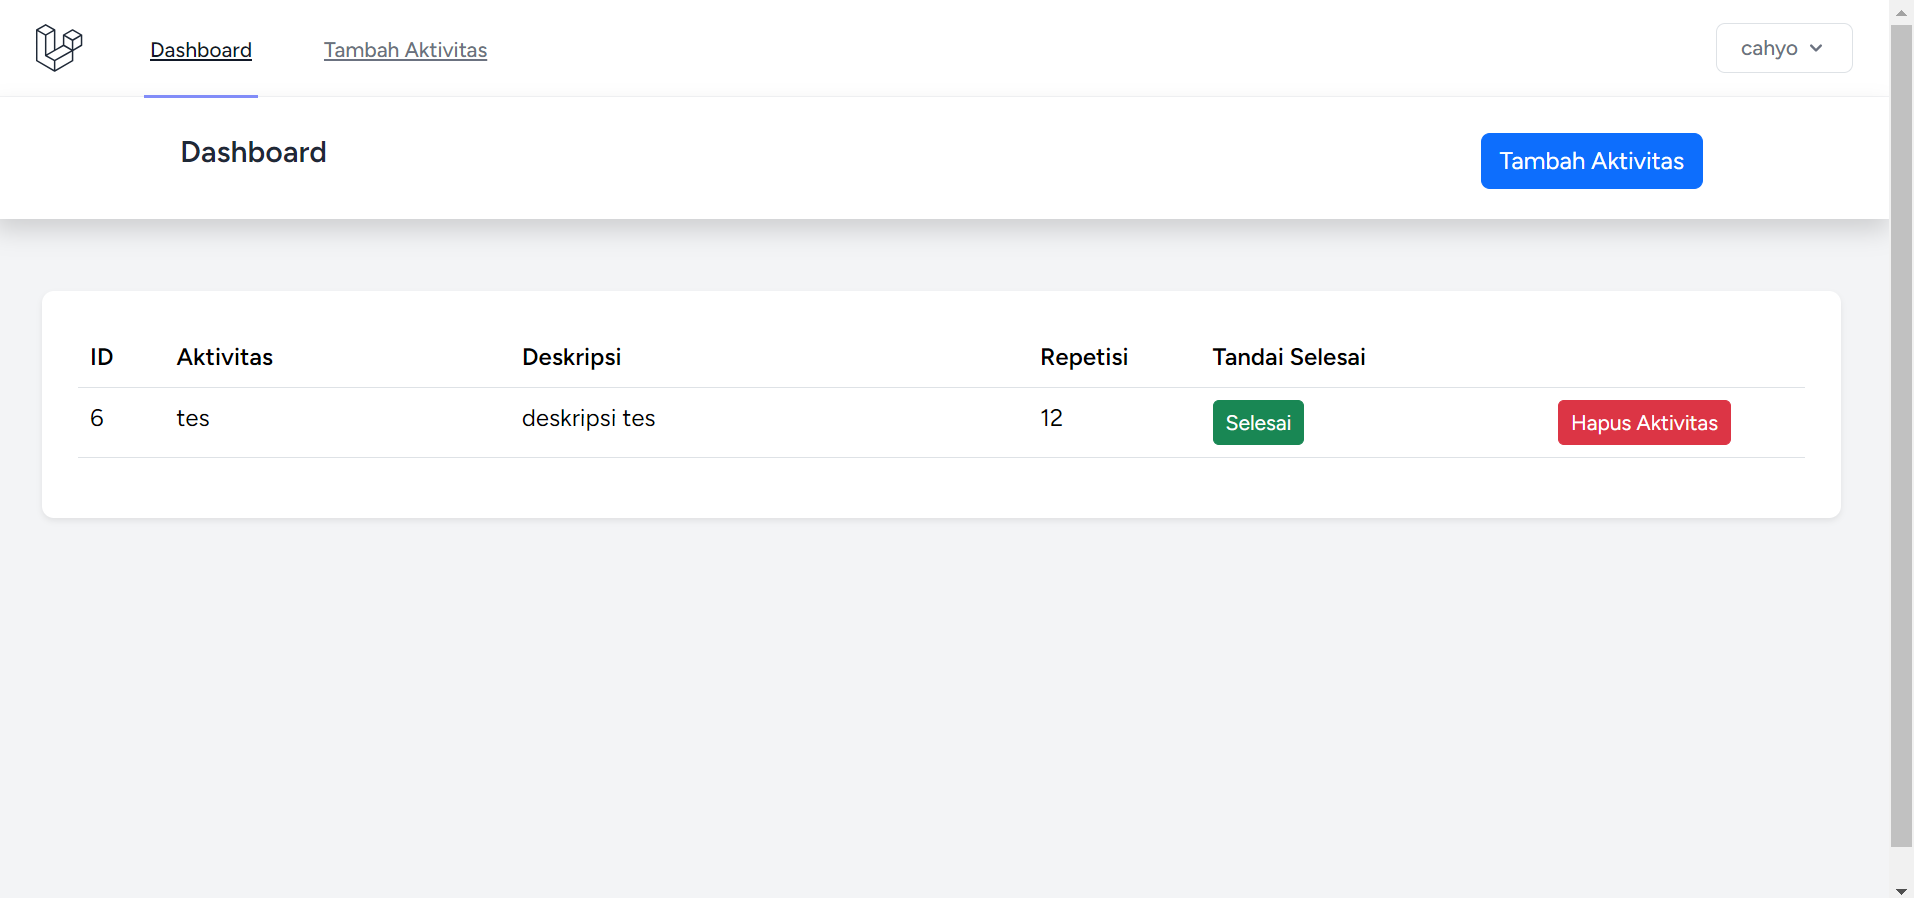 Dashboard Tambah Aktivitas cahyo
Dashboard Tambah Aktivitas
ID Aktivitas Deskripsi Repetisi Tandai Selesai
6 tes deskripsi tes 12 Selesai Hapus Aktivitas